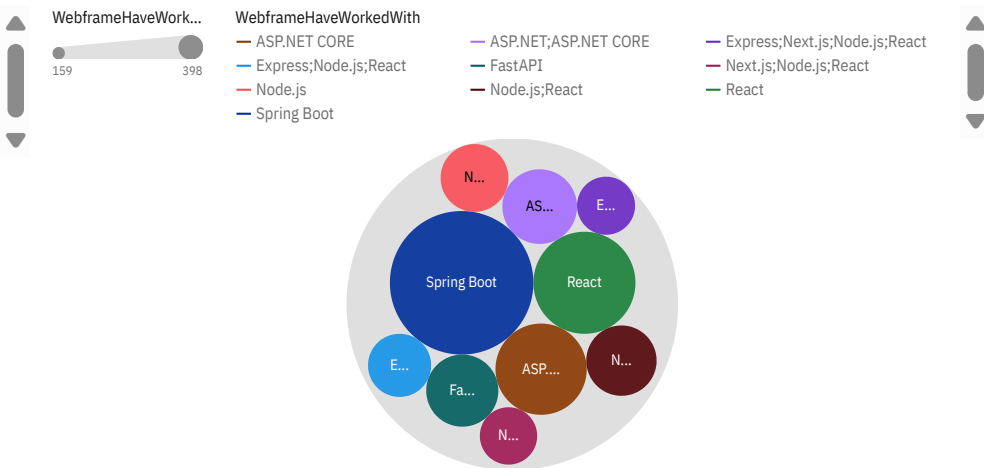 WebframeHaveWork...
159
398
WebframeHaveWorkedWith
ASP.NET CORE
ASP.NET;ASP.NET CORE
Express;Next.js;Node.js;React
Express;Node.js;React
FastAPI
Next.js;Node.js;React
Node.js
Node.js;React
React
Spring Boot
N...
AS...
E...
Spring Boot
React
E...
Fa...
ASP....
N...
N...